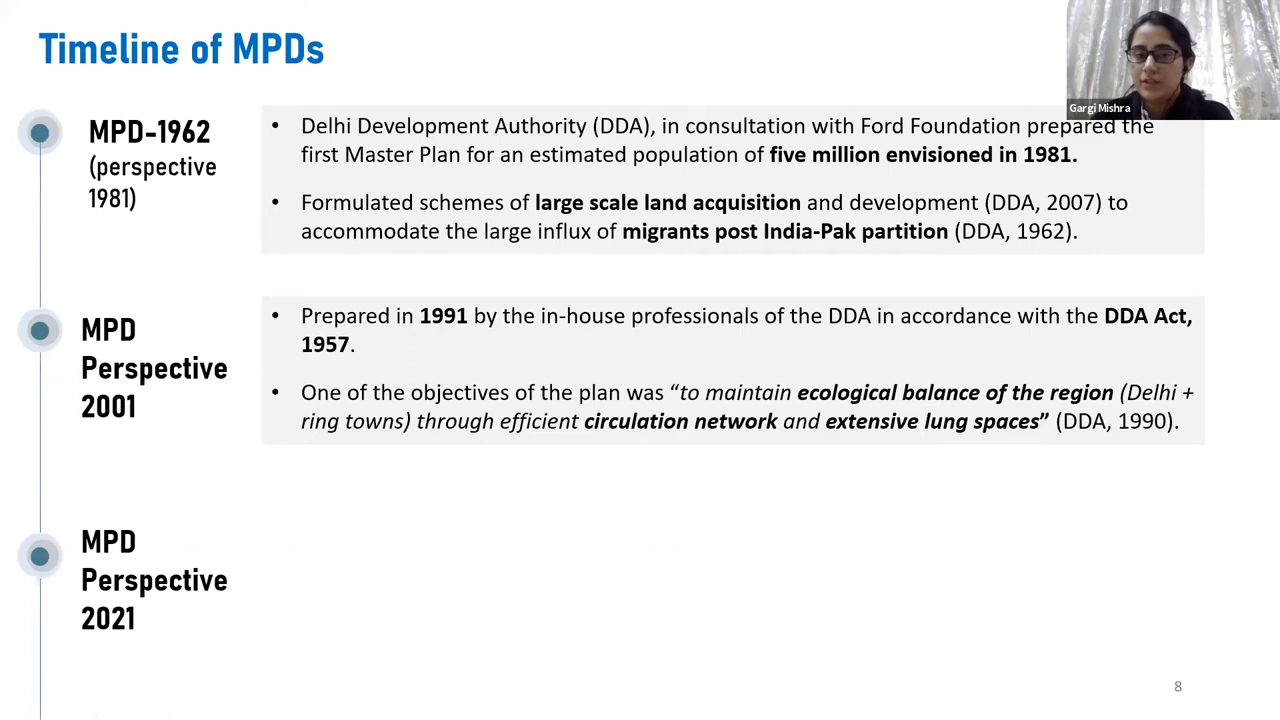 Timeline of MPDs
Gargi Mishra
MPD-1962
(perspective
1981)
• Delhi Development Authority (DDA), in consultation with Ford Foundation prepared the
first Master Plan for an estimated population of five million envisioned in 1981.
• Formulated schemes of large scale land acquisition and development (DDA, 2007) to
accommodate the large influx of migrants post India-Pak partition (DDA, 1962).
MPD
Perspective
2001
• Prepared in 1991 by the in-house professionals of the DDA in accordance with the DDA Act,
1957.
• One of the objectives of the plan was “to maintain ecological balance of the region (Delhi +
ring towns) through efficient circulation network and extensive lung spaces” (DDA, 1990).
MPD
Perspective
2021
8